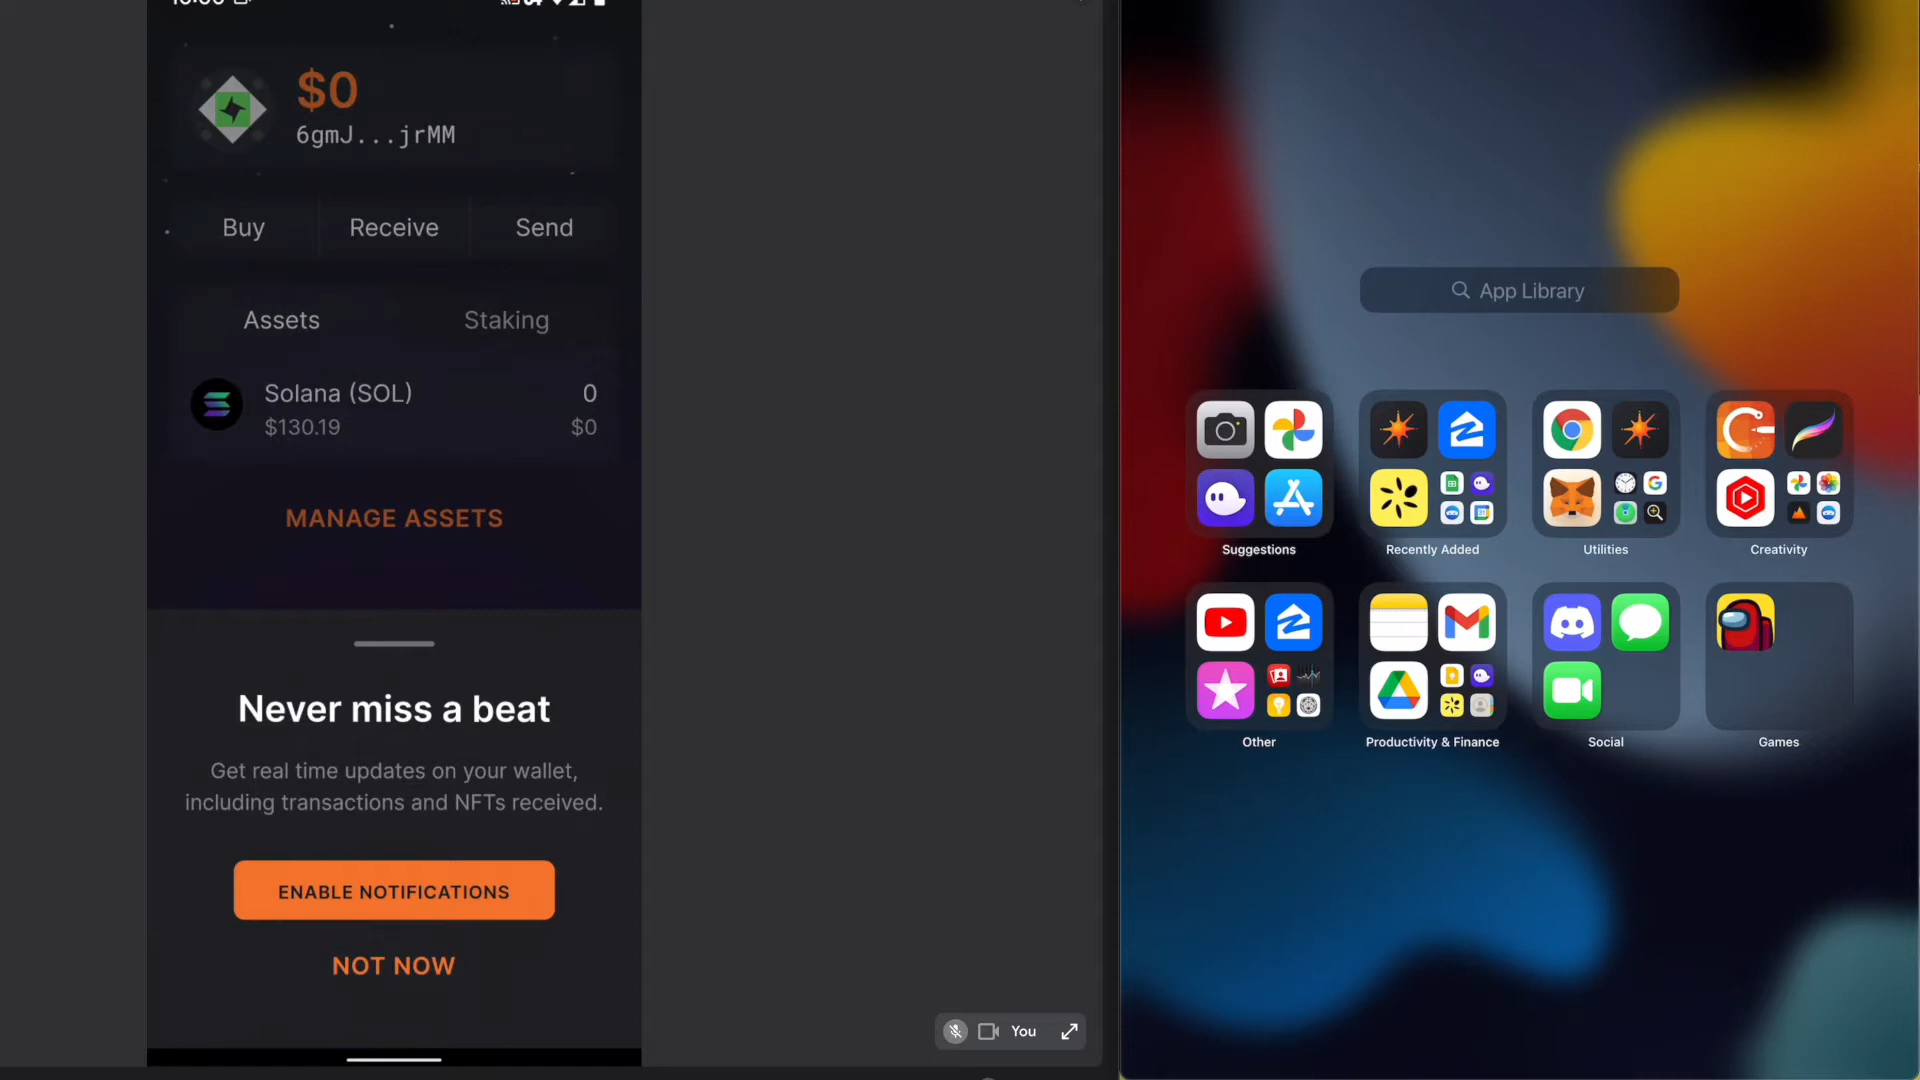 $0
6gmJ...jrMM
Buy
Receive
Send
Assets
Staking
Solana (SOL)
0
$130.19
$0
MANAGE ASSETS
Never miss a beat
Get real time updates on your wallet,
including transactions and NFTs received.
ENABLE NOTIFICATIONS
NOT NOW
You
App Library
Suggestions
Recently Added
Utilities
Creativity
Other
Productivity & Finance
Social
Games